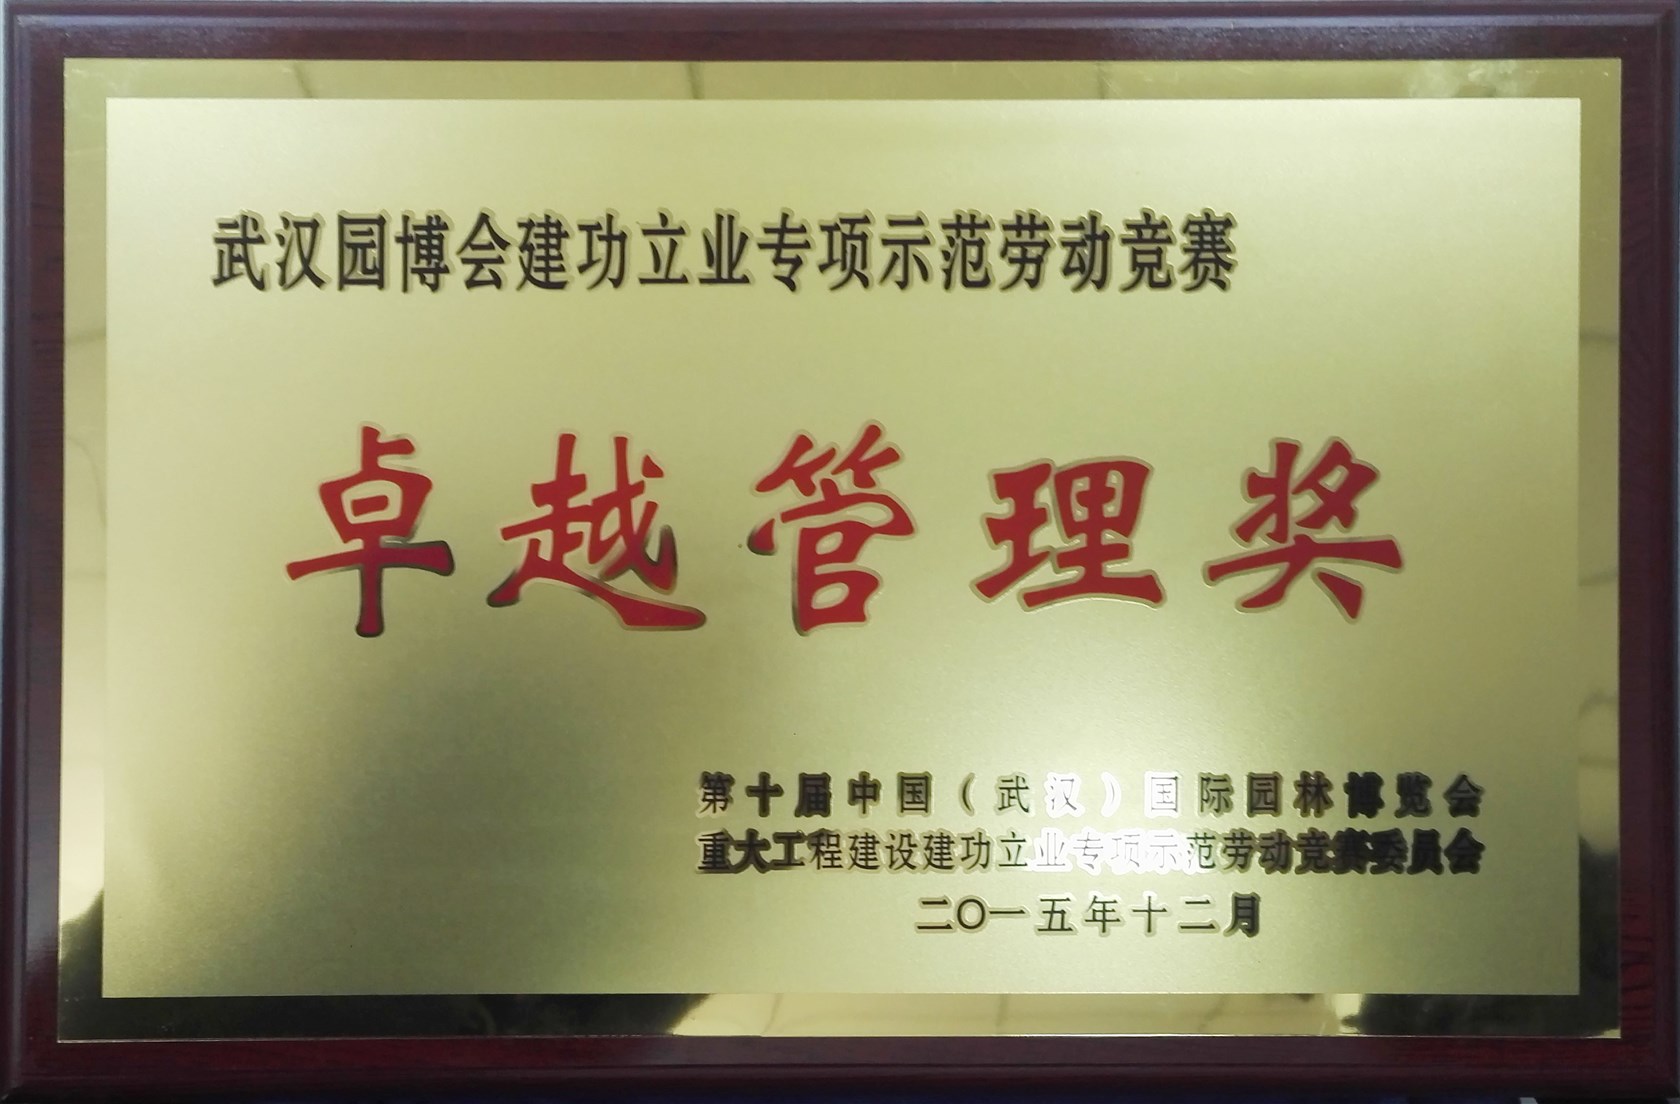 武汉园博会建功立业专项示范劳动竞赛
卓越管理奖
第十届中国（武汉）国际园林博览会
重大工程建设建功立业专项示范劳动竞赛委员会
二〇一五年十二月